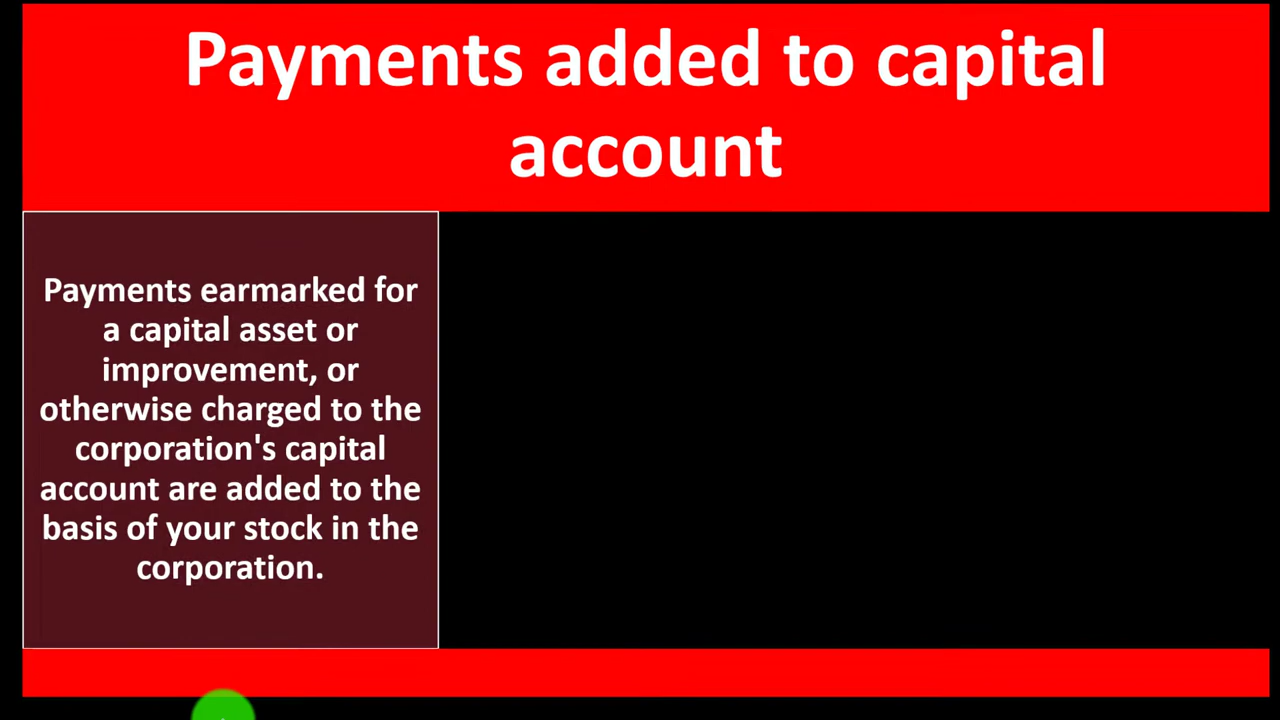 Payments added to capital
account
Payments earmarked for
a capital asset or
improvement, or
otherwise charged to the
corporation's capital
account are added to the
basis of your stock in the
corporation.